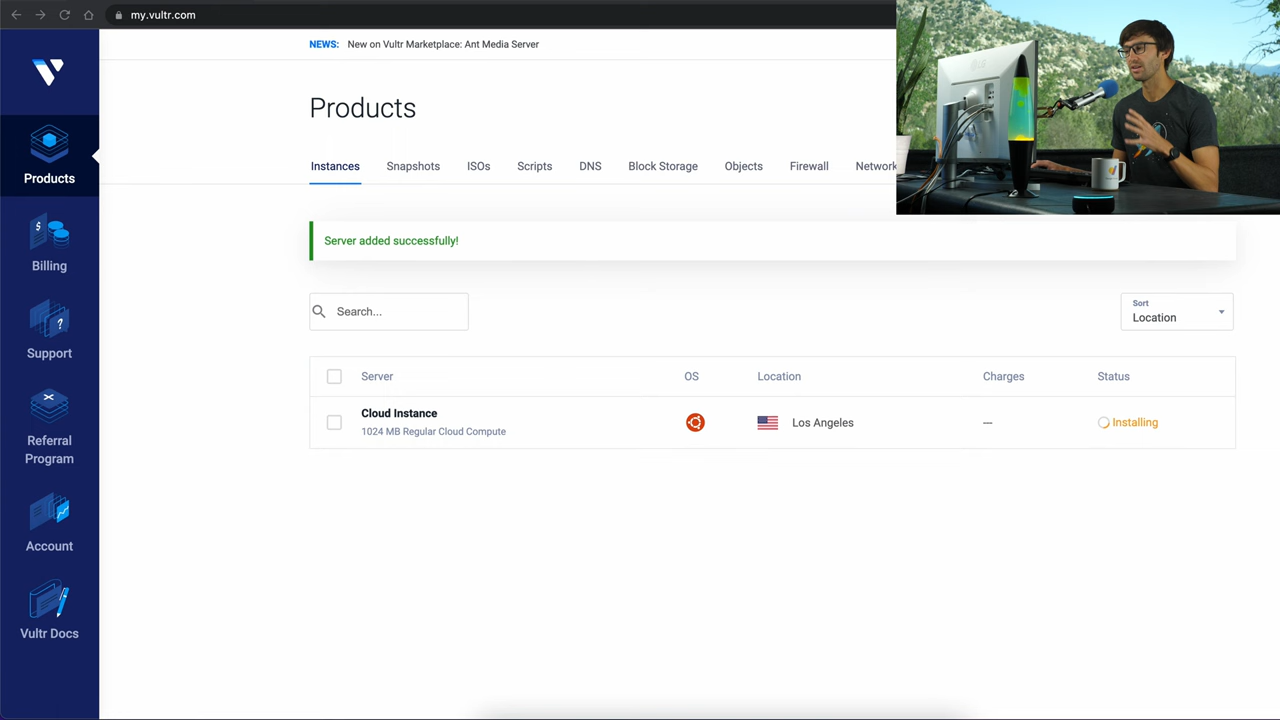 my.vultr.com
NEWS: New on Vultr Marketplace: Ant Media Server
Products
Instances Snapshots ISOs Scripts DNS Block Storage Objects Firewall Network
Server added successfully!
Search...
Sort
Location
Server OS Location Charges Status
Cloud Instance
1024 MB Regular Cloud Compute
Los Angeles
—
Installing
Products
Billing
Support
Referral
Program
Account
Vultr Docs